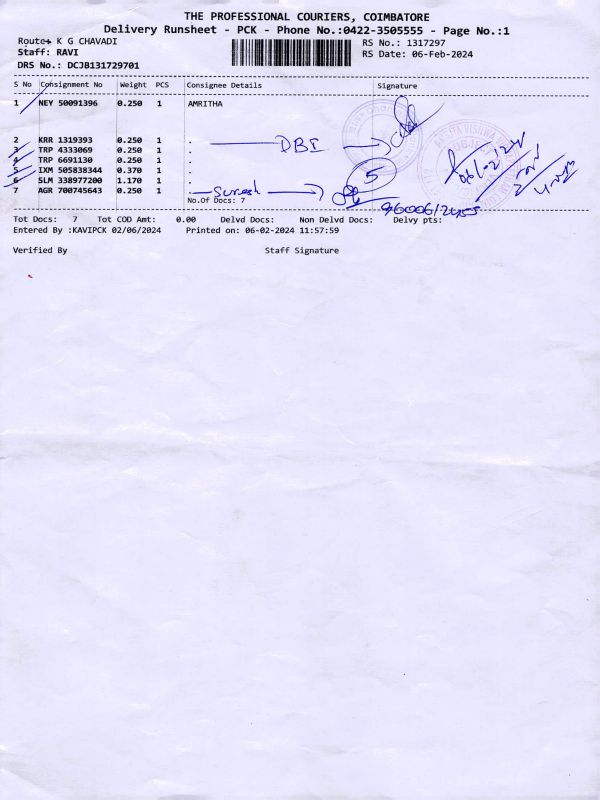 THE PROFESSIONAL COURIERS, COIMBATORE
Delivery Runsheet - PCK - Phone No.:0422-3505555 - Page No.:1
Route: K G CHAVADI
RS No.: 1317297
Staff: RAVI
RS Date: 06-Feb-2024
DRS No.: DCJB131729701
S No Consignment No Weight PCS Consignee Details Signature
1 NEY 50091396 0.250 1 AMRITHA
2 KRR 1319393 0.250 1 .
3 TRP 4333069 0.250 1 . DBI
4 TRP 6691130 0.250 1 .
5 IXM 505838344 0.370 1 . 5
6 SLM 338977200 1.170 1 .
7 AGR 700745643 0.250 1 . Suresh
No.Of Docs: 7
Tot Docs: 7 Tot COD Amt: 0.00 Delvd Docs: Non Delvd Docs: Delvy pts:
Entered By :KAVIPCK 02/06/2024 Printed on: 06-02-2024 11:57:59
Verified By Staff Signature